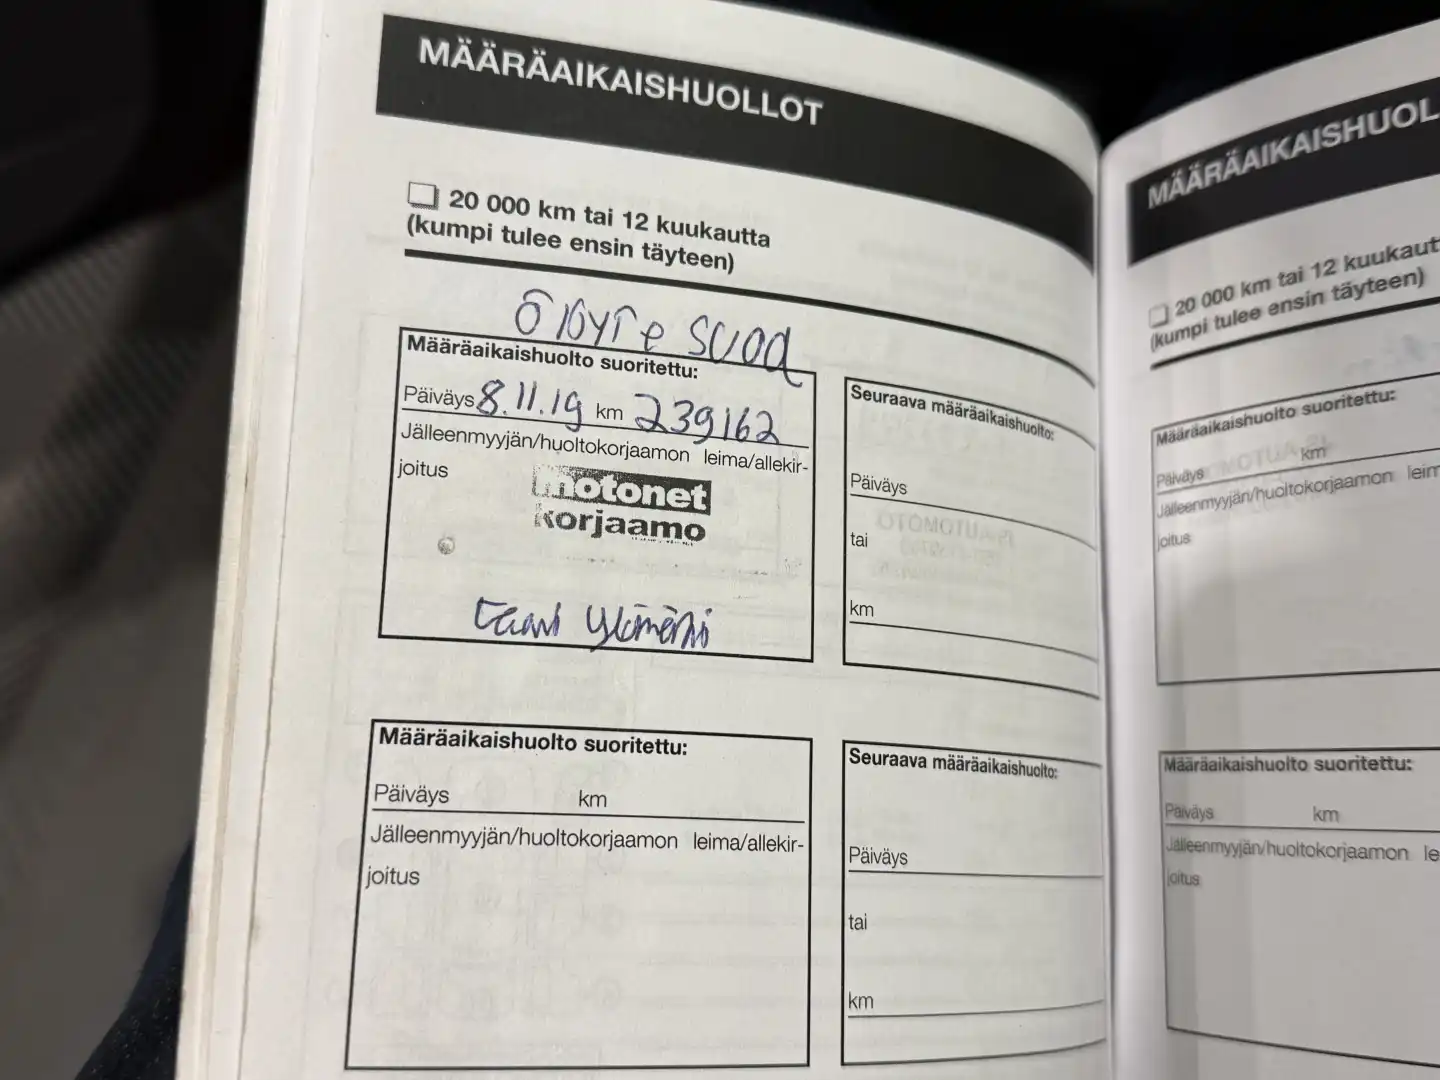 MÄÄRÄAIKAISHUOLLOT
20 000 km tai 12 kuukautta
(kumpi tulee ensin täyteen)
suod
Määräaikaishuolto suoritettu:
Päiväys 8.11.19 km 239162
Jälleenmyyjän/huoltokorjaamon leima/allekir-
joitus
motonet
korjaamo
Seuraava määräaikaishuolto:
Päiväys
tai
km
Määräaikaishuolto suoritettu:
Päiväys km
Jälleenmyyjän/huoltokorjaamon leima/allekir-
joitus
Seuraava määräaikaishuolto:
Päiväys
tai
km
MÄÄRÄAIKAISHUOL
20 000 km tai 12 kuukaut
(kumpi tulee ensin täyteen)
Määräaikaishuolto suoritettu:
Päiväys km
Jälleenmyyjän/huoltokorjaamon leim
joitus
Määräaikaishuolto suoritettu:
Päiväys km
Jälleenmyyjän/huoltokorjaamon le
joitus